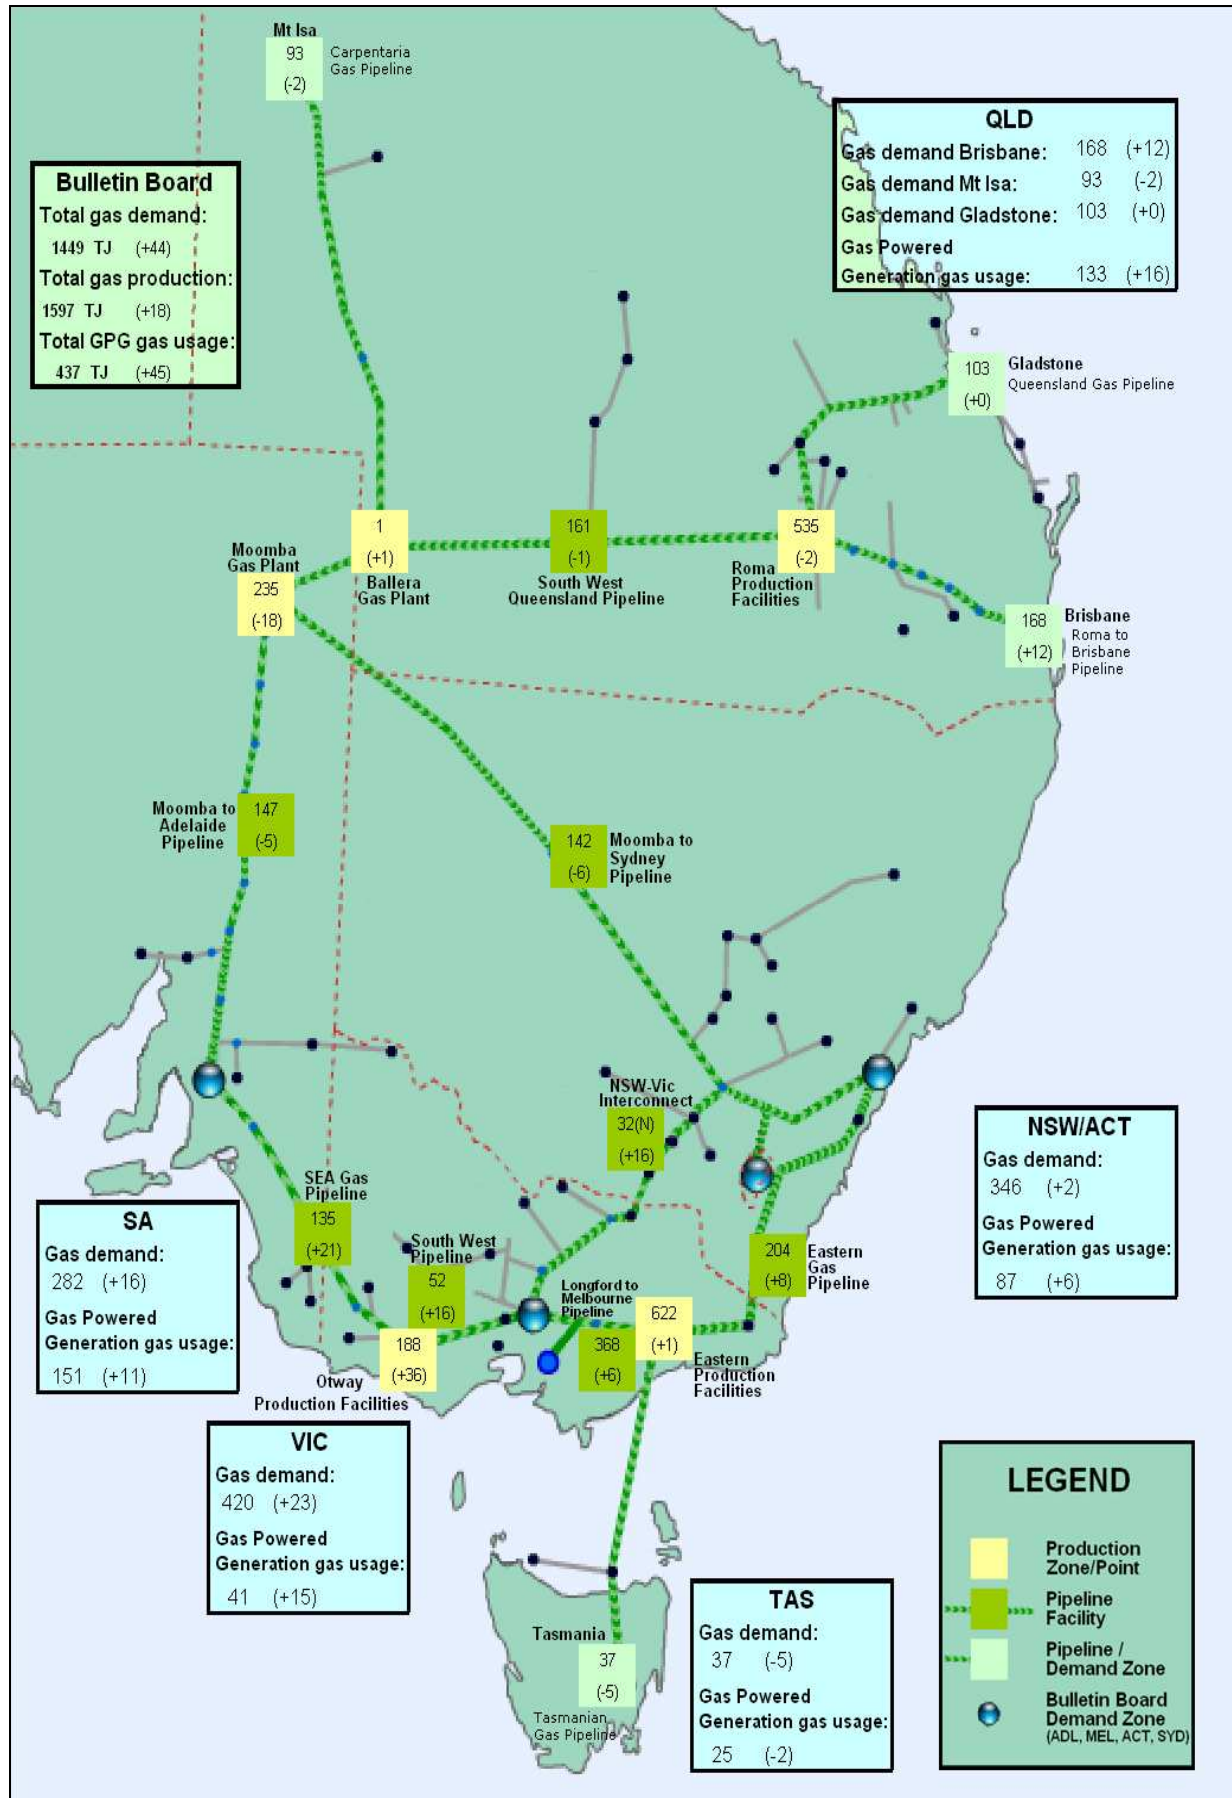 Mt Isa
93
(-2)
Carpentaria
Gas Pipeline
QLD
Gas demand Brisbane: 168 (+12)
Gas demand Mt Isa: 93 (-2)
Gas demand Gladstone: 103 (+0)
Gas Powered
Generation gas usage: 133 (+16)
Bulletin Board
Total gas demand:
1449 TJ (+44)
Total gas production:
1597 TJ (+18)
Total GPG gas usage:
437 TJ (+45)
103
(+0)
Gladstone
Queensland Gas Pipeline
Moomba
Gas Plant
235
(-18)
1
(+1)
Ballera
Gas Plant
161
(-1)
South West
Queensland Pipeline
535
(-2)
Roma
Production
Facilities
168
(+12)
Brisbane
Roma to
Brisbane
Pipeline
Moomba to
Adelaide
Pipeline
147
(-5)
142
(-6)
Moomba to
Sydney
Pipeline
NSW-Vic
Interconnect
32(N)
(+16)
NSW/ACT
Gas demand:
346 (+2)
Gas Powered
Generation gas usage:
87 (+6)
SEA Gas
Pipeline
135
(+21)
SA
Gas demand:
282 (+16)
Gas Powered
Generation gas usage:
151 (+11)
South West
Pipeline
52
(+16)
204
(+8)
Eastern
Gas
Pipeline
Longford to
Melbourne
Pipeline
368
(+6)
622
(+1)
Eastern
Production
Facilities
188
(+36)
Otway
Production Facilities
VIC
Gas demand:
420 (+23)
Gas Powered
Generation gas usage:
41 (+15)
Tasmania
37
(-5)
Tasmanian
Gas Pipeline
TAS
Gas demand:
37 (-5)
Gas Powered
Generation gas usage:
25 (-2)
LEGEND
Production
Zone/Point
Pipeline
Facility
Pipeline /
Demand Zone
Bulletin Board
Demand Zone
(ADL, MEL, ACT, SYD)